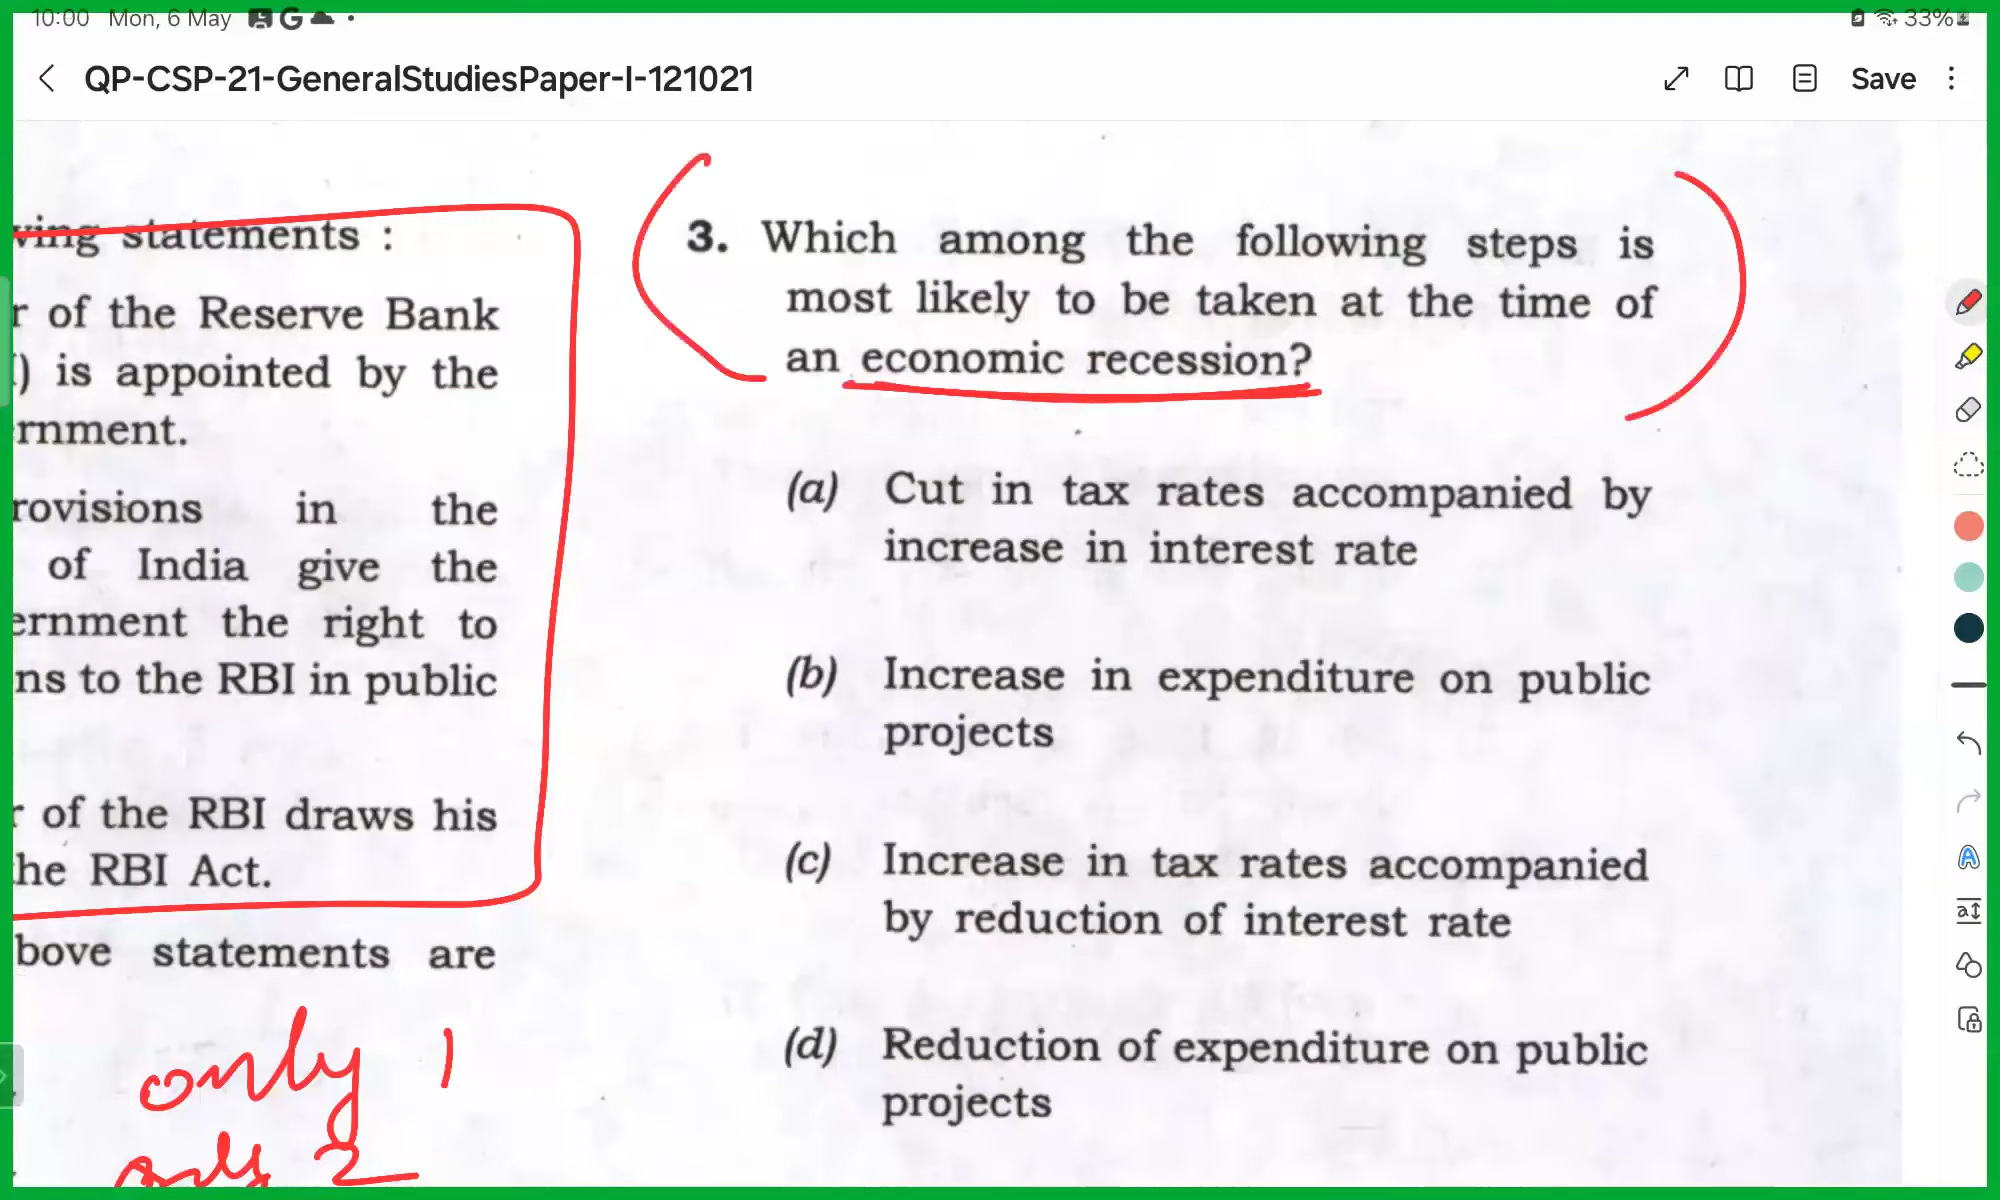 10:00 Mon, 6 May
33%
QP-CSP-21-GeneralStudiesPaper-I-121021
Save
ving statements :
r of the Reserve Bank
) is appointed by the
rnment.
rovisions in the
of India give the
ernment the right to
ns to the RBI in public
r of the RBI draws his
he RBI Act.
bove statements are
only 1
2
3. Which among the following steps is
most likely to be taken at the time of
an economic recession?
(a) Cut in tax rates accompanied by
increase in interest rate
(b) Increase in expenditure on public
projects
(c) Increase in tax rates accompanied
by reduction of interest rate
(d) Reduction of expenditure on public
projects